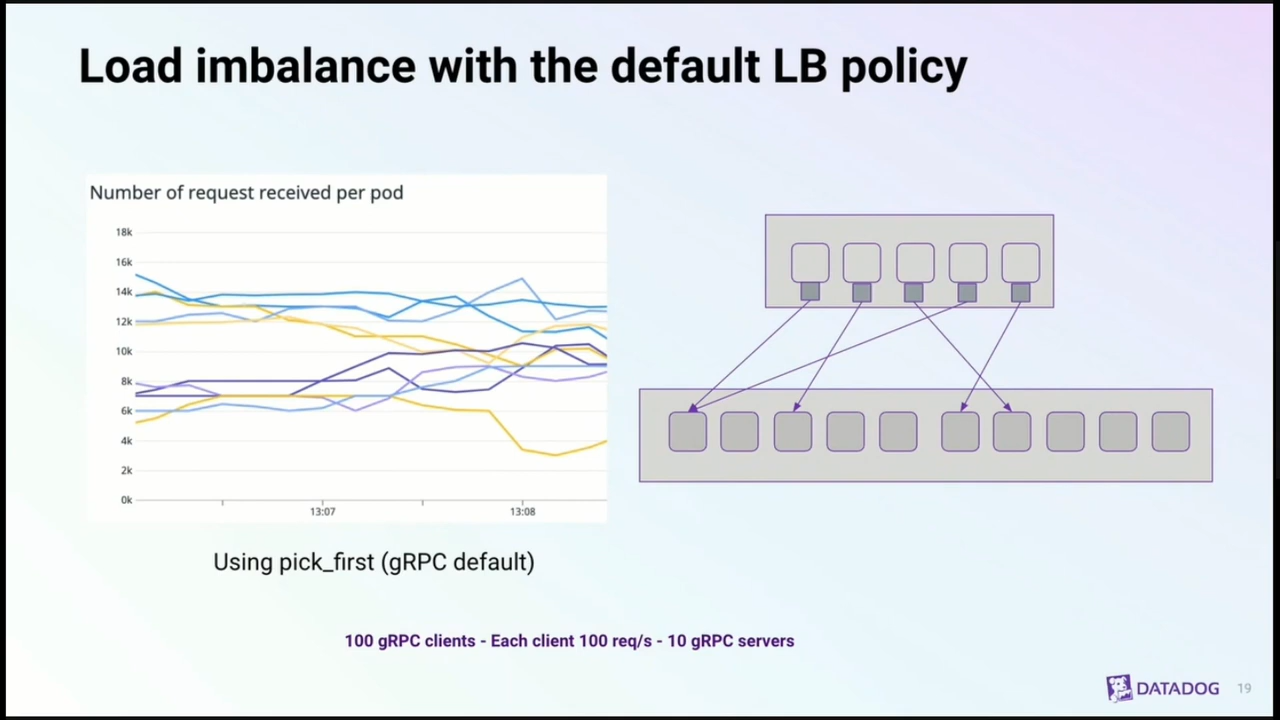 Load imbalance with the default LB policy
Number of request received per pod
18k
16k
14k
12k
10k
8k
6k
4k
2k
0k
13:07
13:08
Using pick_first (gRPC default)
100 gRPC clients - Each client 100 req/s - 10 gRPC servers
DATADOG
19